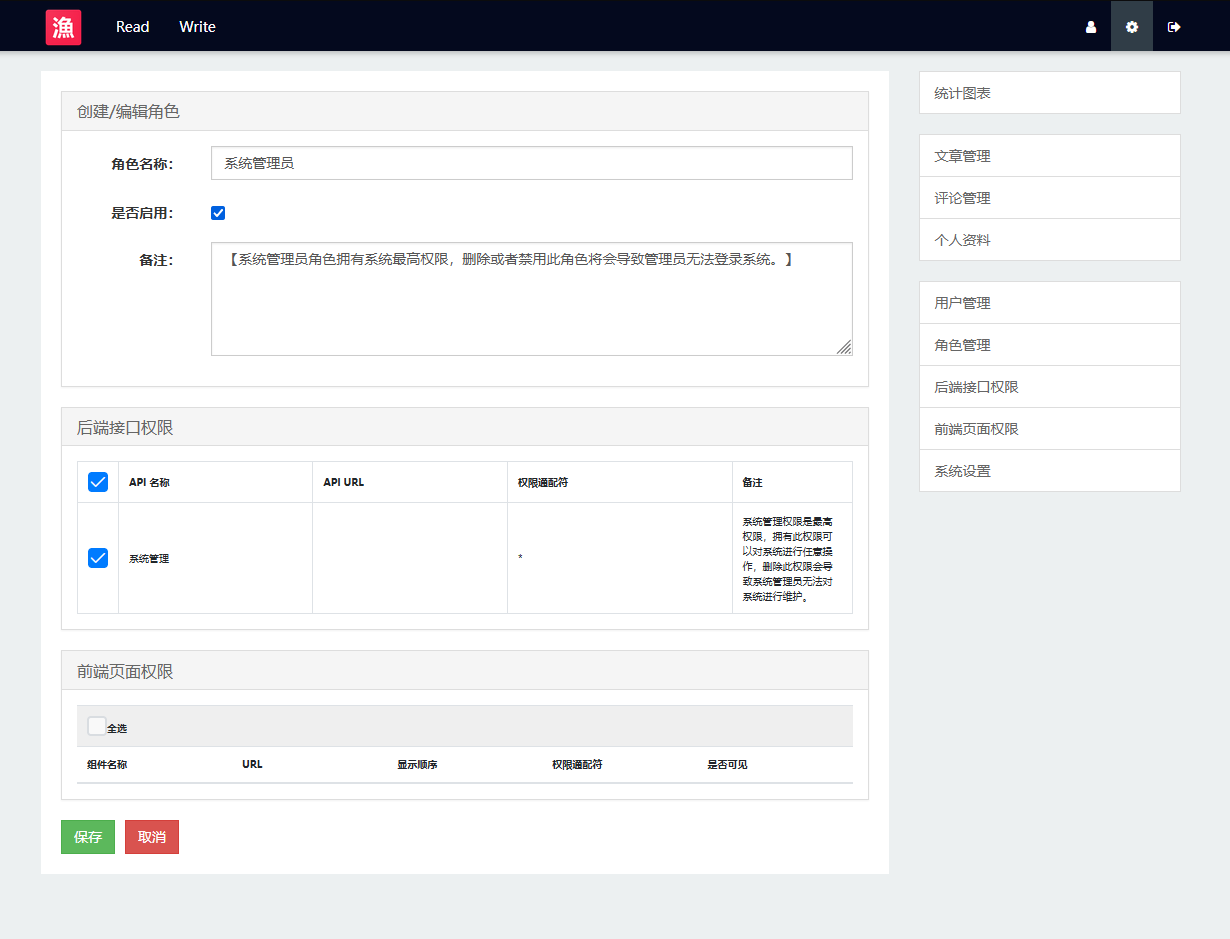 漁 Read Write
创建/编辑角色
角色名称：
系统管理员
是否启用：
备注：
【系统管理员角色拥有系统最高权限，删除或者禁用此角色将会导致管理员无法登录系统。】
后端接口权限
API 名称 API URL 权限通配符 备注
系统管理 *
系统管理权限是最高
权限，拥有此权限可
以对系统进行任意操
作，删除此权限会导
致系统管理员无法对
系统进行维护。
前端页面权限
全选
组件名称 URL 显示顺序 权限通配符 是否可见
保存 取消
统计图表
文章管理
评论管理
个人资料
用户管理
角色管理
后端接口权限
前端页面权限
系统设置